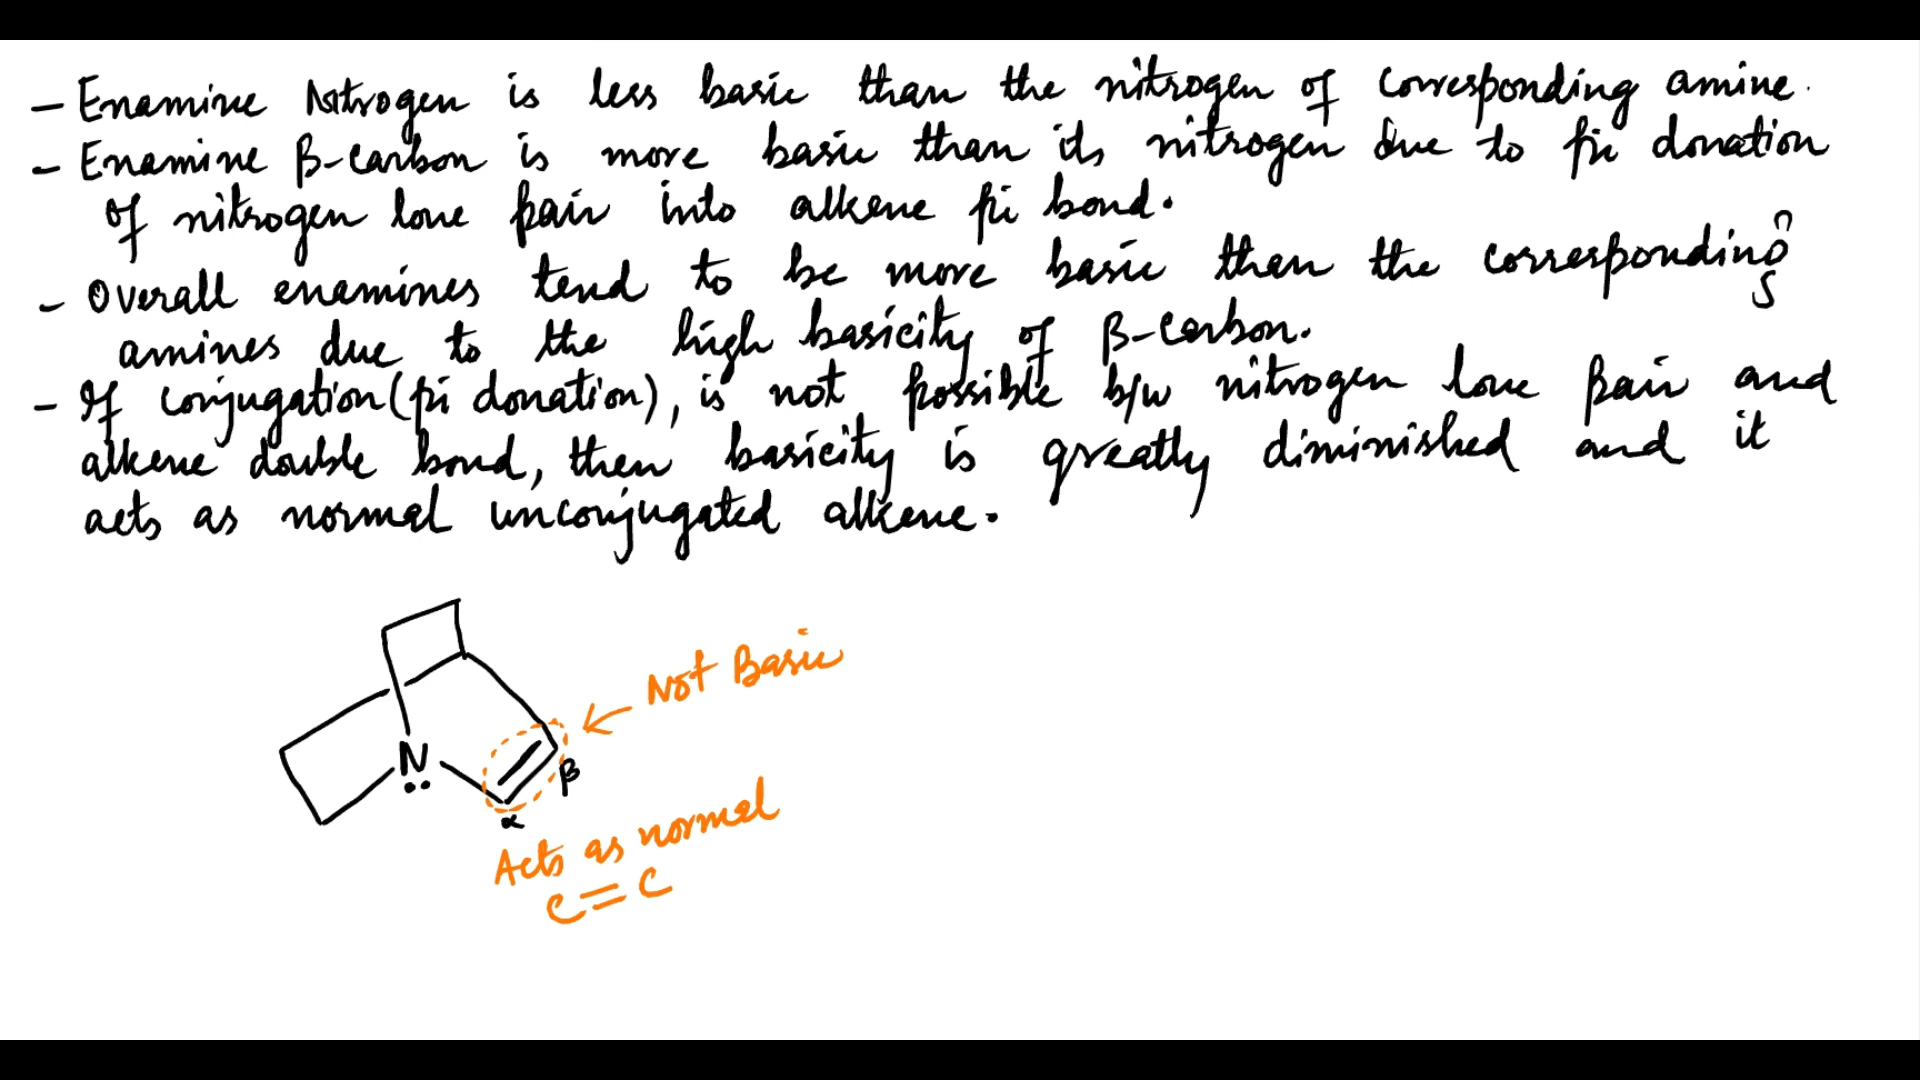 - Enamine Nitrogen is less basic than the nitrogen of corresponding amine.
- Enamine β-carbon is more basic than its nitrogen due to pi donation
of nitrogen lone pair into alkene pi bond.
- Overall enamines tend to be more basic than the corresponding
amines due to the high basicity of β-carbon.
- If conjugation (pi donation), is not possible b/w nitrogen lone pair and
alkene double bond, then basicity is greatly diminished and it
acts as normal unconjugated alkene.
Not Basic
N
β
α
Acts as normal
C=C